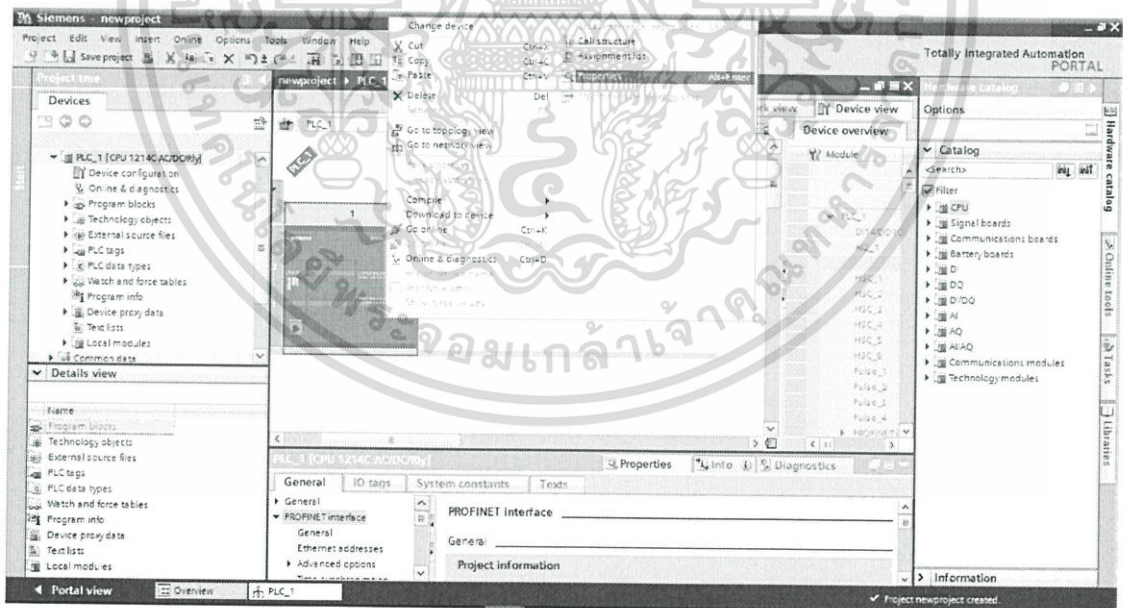 Siemens - newproject
Project Edit View Insert Online Options Tools Window Help
Save project
Totally Integrated Automation
PORTAL
Project tree
Devices
PLC_1 [CPU 1214C AC/DC/Rly]
Device configuration
Online & diagnostics
Program blocks
Technology objects
External source files
PLC tags
PLC data types
Watch and force tables
Program info
Device proxy data
Text lists
Local modules
Common data
Details view
Name
Program blocks
Technology objects
External source files
PLC tags
PLC data types
Watch and force tables
Program info
Device proxy data
Text lists
Local modules
newproject PLC_1
PLC_1
PLC_1
1
Change device
Cut Ctrl+X
Copy Ctrl+C
Paste Ctrl+V
Delete Del
Go to topology view
Go to network view
Compile
Download to device
Go online Ctrl+K
Online & diagnostics Ctrl+D
Call structure
Assignment list
Properties Alt+Enter
Device view
Device overview
Module
PLC_1
AI2_1
HSC_1
HSC_2
HSC_3
HSC_4
HSC_5
HSC_6
Pulse_1
Pulse_2
Pulse_3
Pulse_4
PLC_1 [CPU 1214C AC/DC/Rly]
Properties Info Diagnostics
General IO tags System constants Texts
General
PROFINET interface
General
Ethernet addresses
Advanced options
Time synchronization
PROFINET interface
General
Project information
Hardware catalog
Options
Catalog
<Search>
Filter
CPU
Signal boards
Communications boards
Battery boards
DI
DQ
DI/DQ
AI
AQ
AI/AQ
Communications modules
Technology modules
Information
Hardware catalog
Online tools
Tasks
Libraries
Start
Portal view Overview PLC_1
Project newproject created.